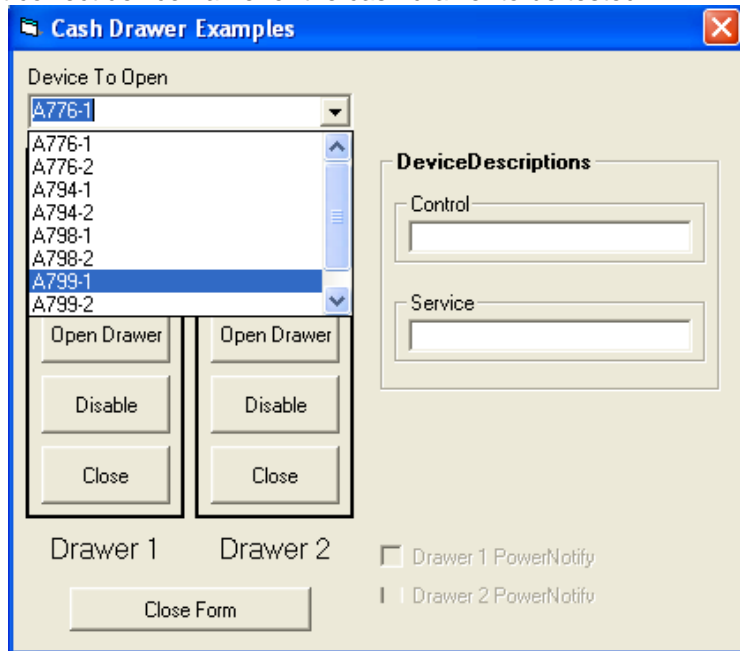 Cash Drawer Examples
Device To Open
A776-1
A776-1
A776-2
A794-1
A794-2
A798-1
A798-2
A799-1
A799-2
DeviceDescriptions
Control
Service
Open Drawer Open Drawer
Disable Disable
Close Close
Drawer 1 Drawer 2
Drawer 1 PowerNotify
Drawer 2 PowerNotify
Close Form